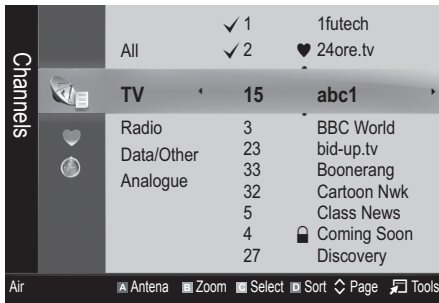 Channels
1 1futech
All 2 24ore.tv
TV 15 abc1
Radio 3 BBC World
Data/Other 23 bid-up.tv
Analogue 33 Boonerang
32 Cartoon Nwk
5 Class News
4 Coming Soon
27 Discovery
Air A Antena B Zoom C Select D Sort Page Tools